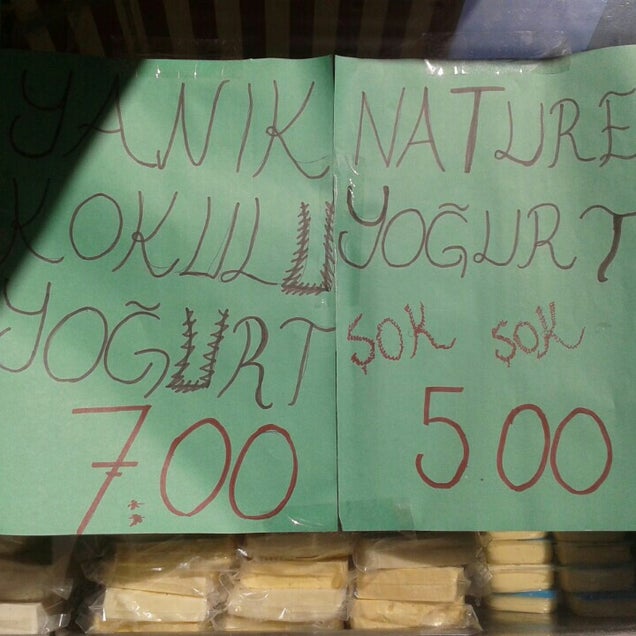 YANIK
KOKULU
YOĞURT
7.00
NATURE
YOĞURT
ŞOK ŞOK
5 00